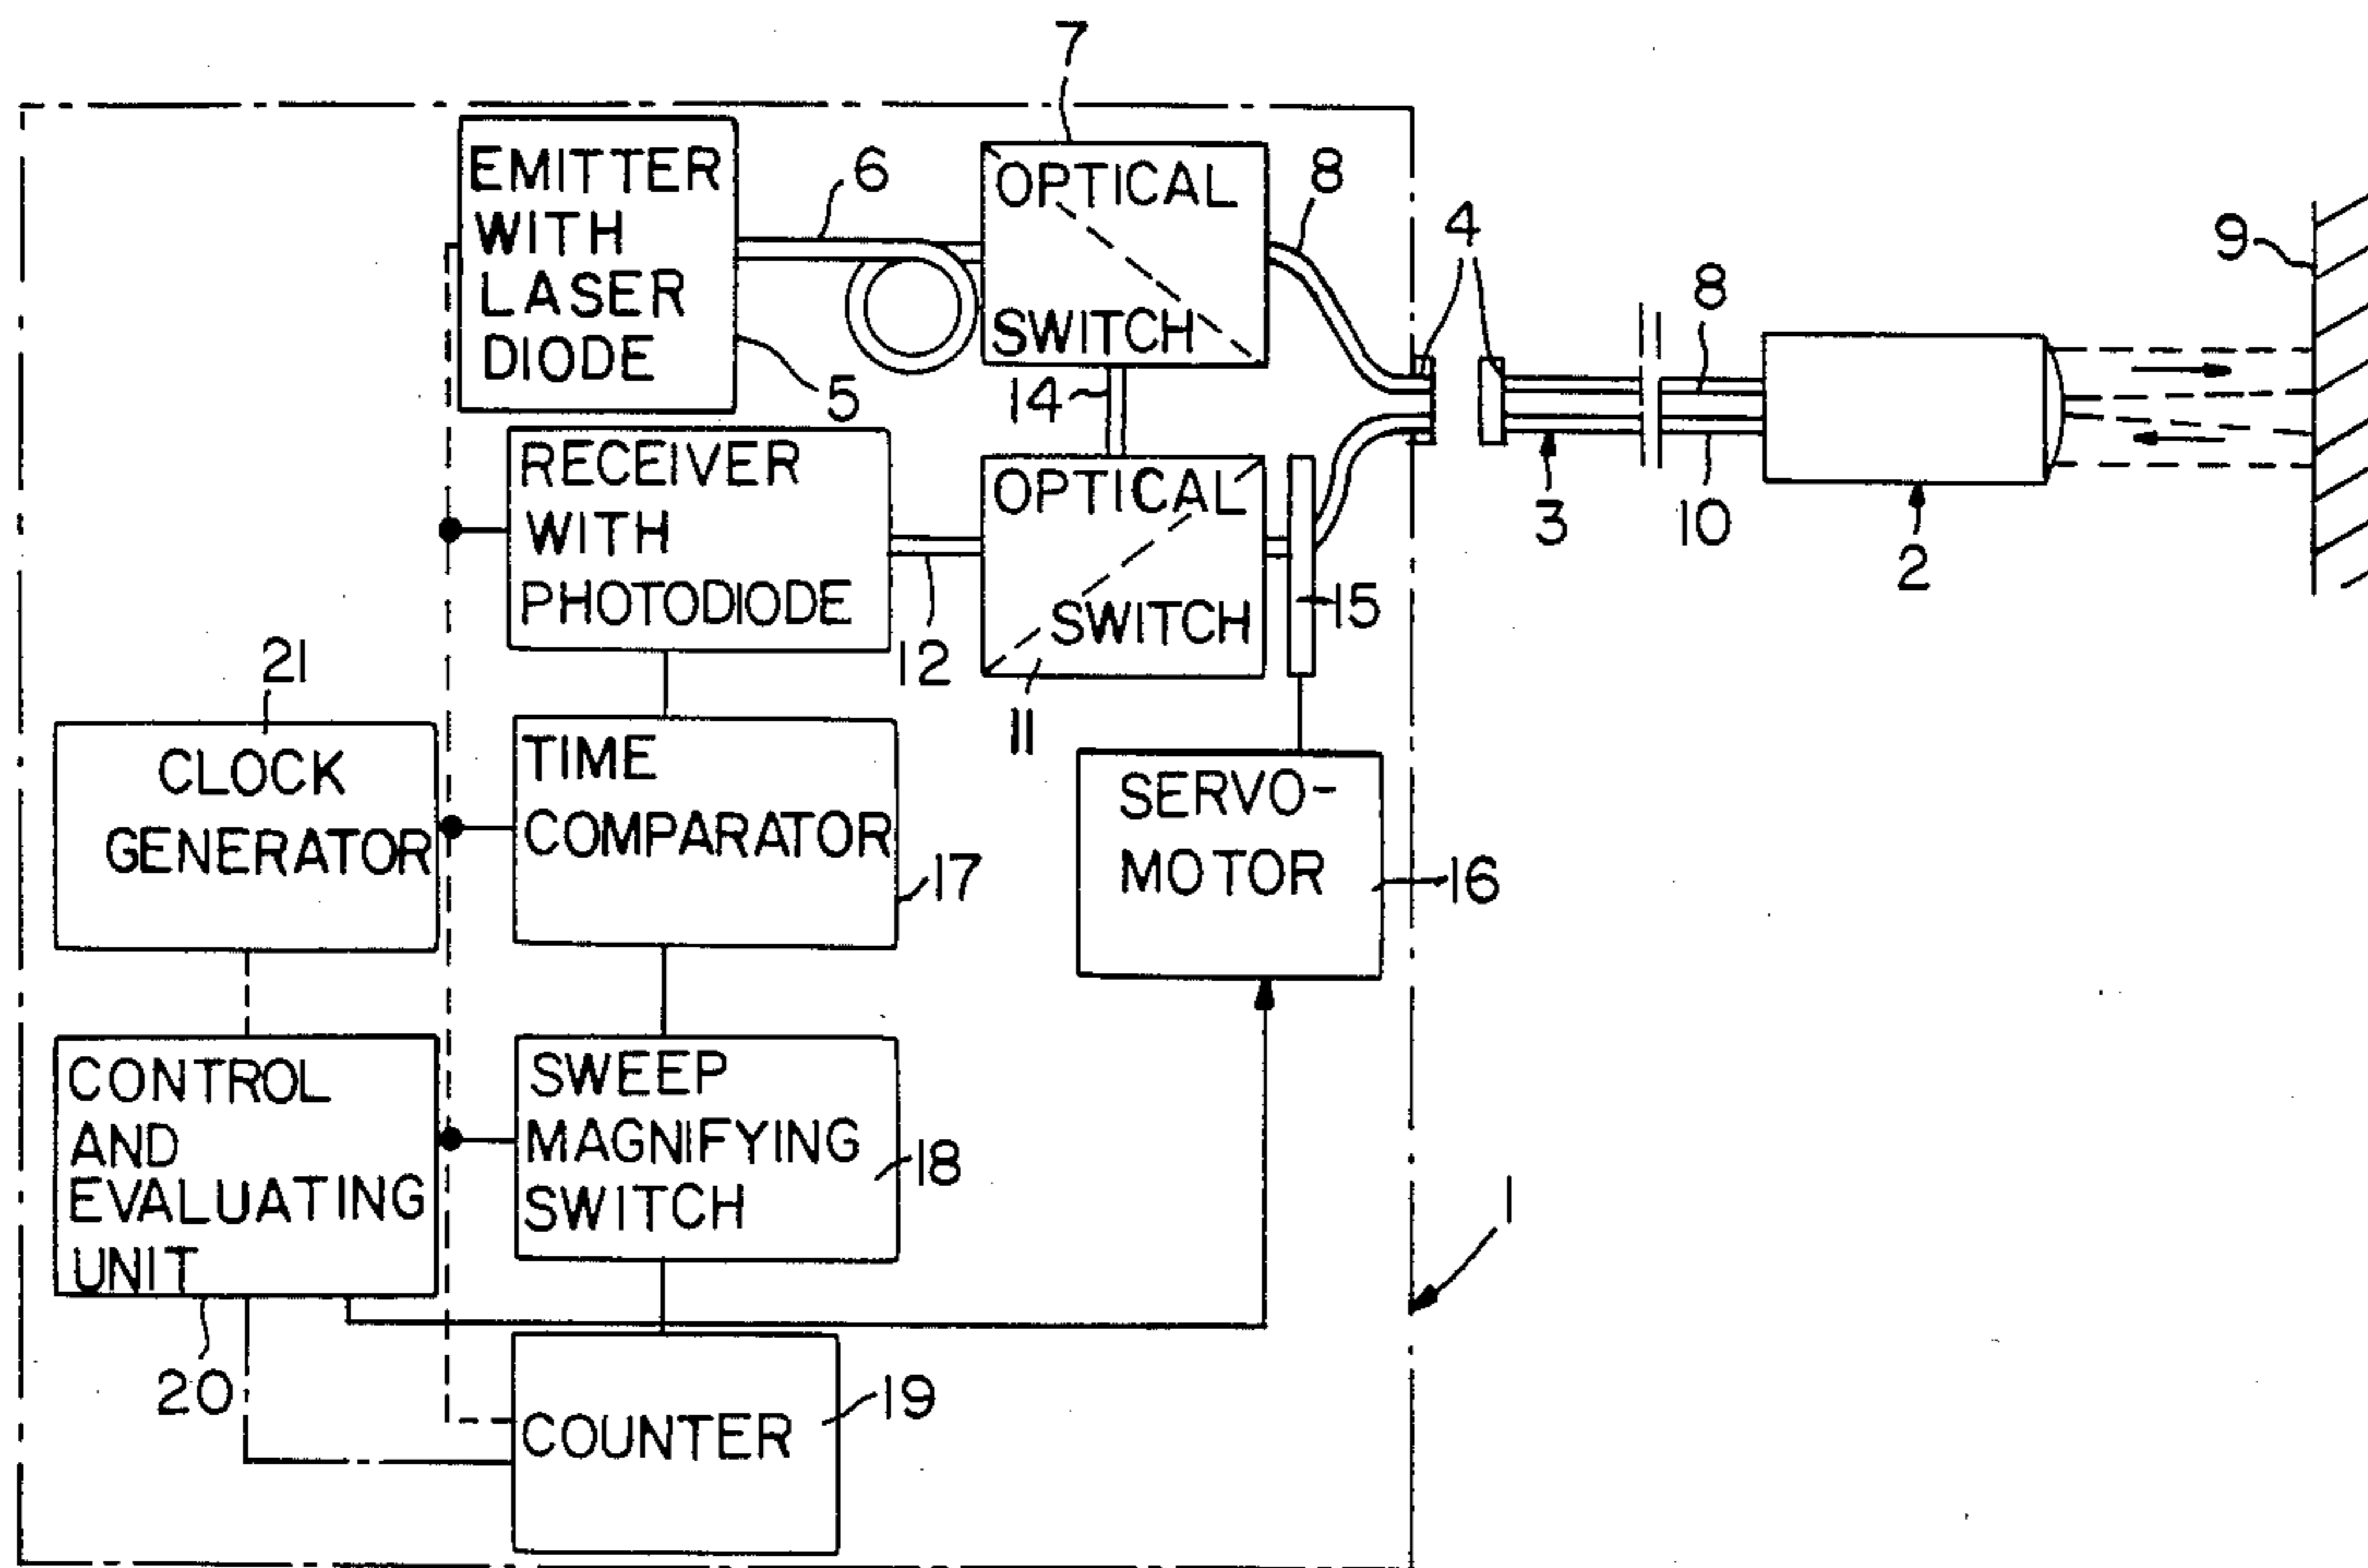 7
EMITTER
WITH
LASER
DIODE
6
OPTICAL
SWITCH
8
4
9
8
5
14
RECEIVER
WITH
PHOTODIODE
OPTICAL
SWITCH
3
10
2
15
12
11
21
CLOCK
GENERATOR
TIME
COMPARATOR
17
SERVO-
MOTOR
16
CONTROL
AND
EVALUATING
UNIT
SWEEP
MAGNIFYING
SWITCH
18
1
20
COUNTER
19